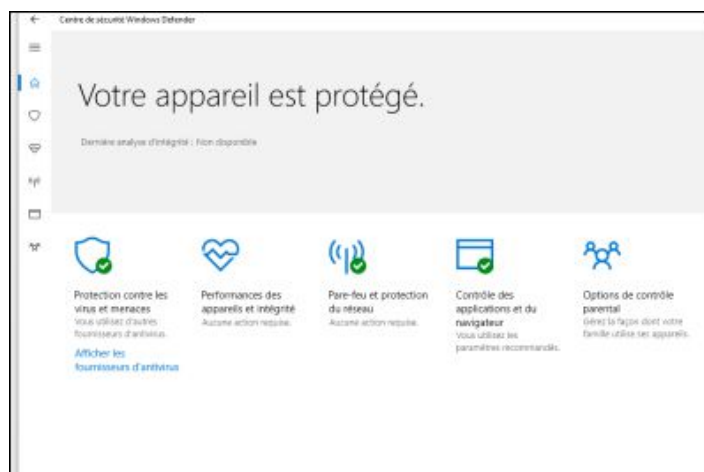 Centre de sécurité Windows Defender
Votre appareil est protégé.
Dernière analyse d'intégrité : Non disponible
Protection contre les
virus et menaces
Vous utilisez d'autres
fournisseurs d'antivirus.
Afficher les
fournisseurs d'antivirus
Performances des
appareils et intégrité
Aucune action requise.
Pare-feu et protection
du réseau
Aucune action requise.
Contrôle des
applications et du
navigateur
Vous utilisez les
paramètres recommandés.
Options de contrôle
parental
Gérez la façon dont votre
famille utilise ses appareils.